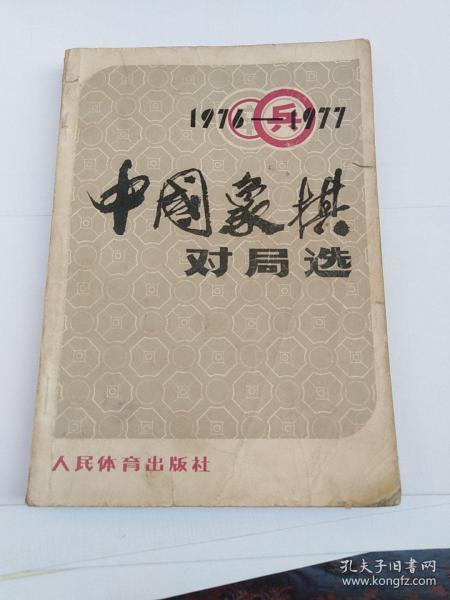 1976—1977
兵
中國象棋
对局选
人民体育出版社
孔夫子旧书网
www.kongfz.com